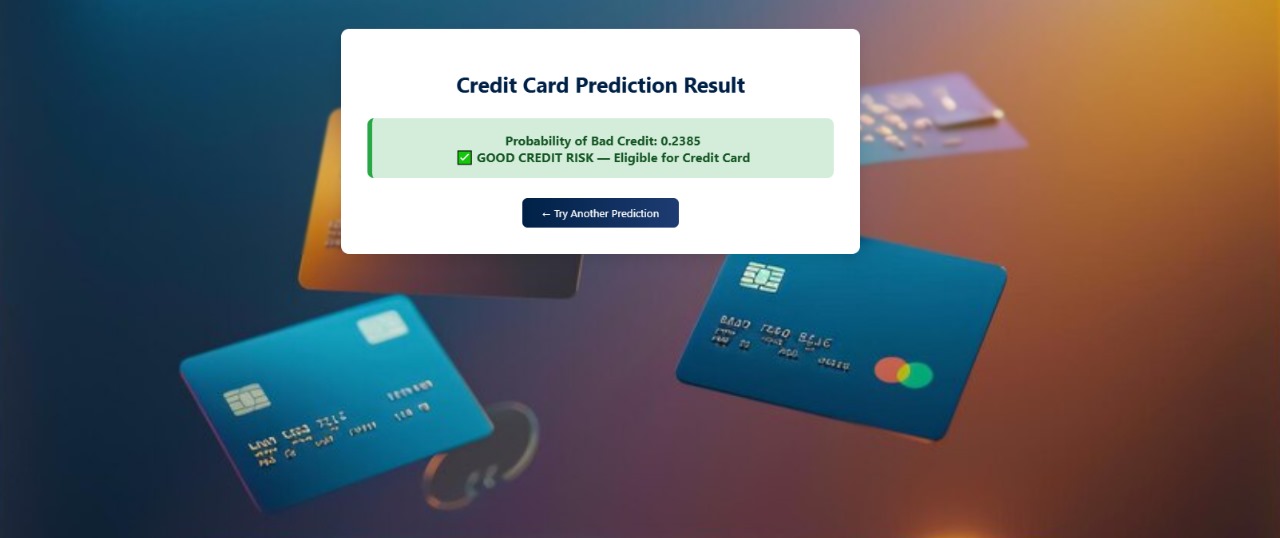 Credit Card Prediction Result
Probability of Bad Credit: 0.2385
✅ GOOD CREDIT RISK — Eligible for Credit Card
← Try Another Prediction